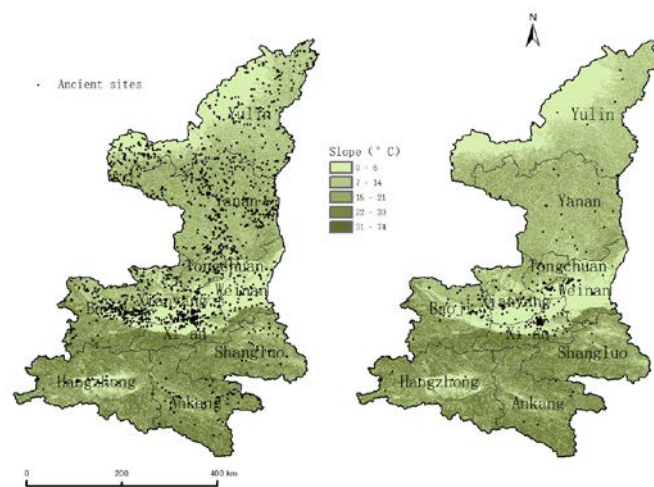 N
Ancient sites
Yulin
Yulin
Slope (° C)
0 - 6
7 - 14
15 - 21
22 - 30
31 - 74
Yanan
Yanan
Tongchuan
Tongchuan
Weinan
Weinan
Baoji
Xianyang
Baoji
Xianyang
Xi'an
Xi'an
Shangluo
Shangluo
Hangzhong
Hangzhong
Ankang
Ankang
0
200
400 km